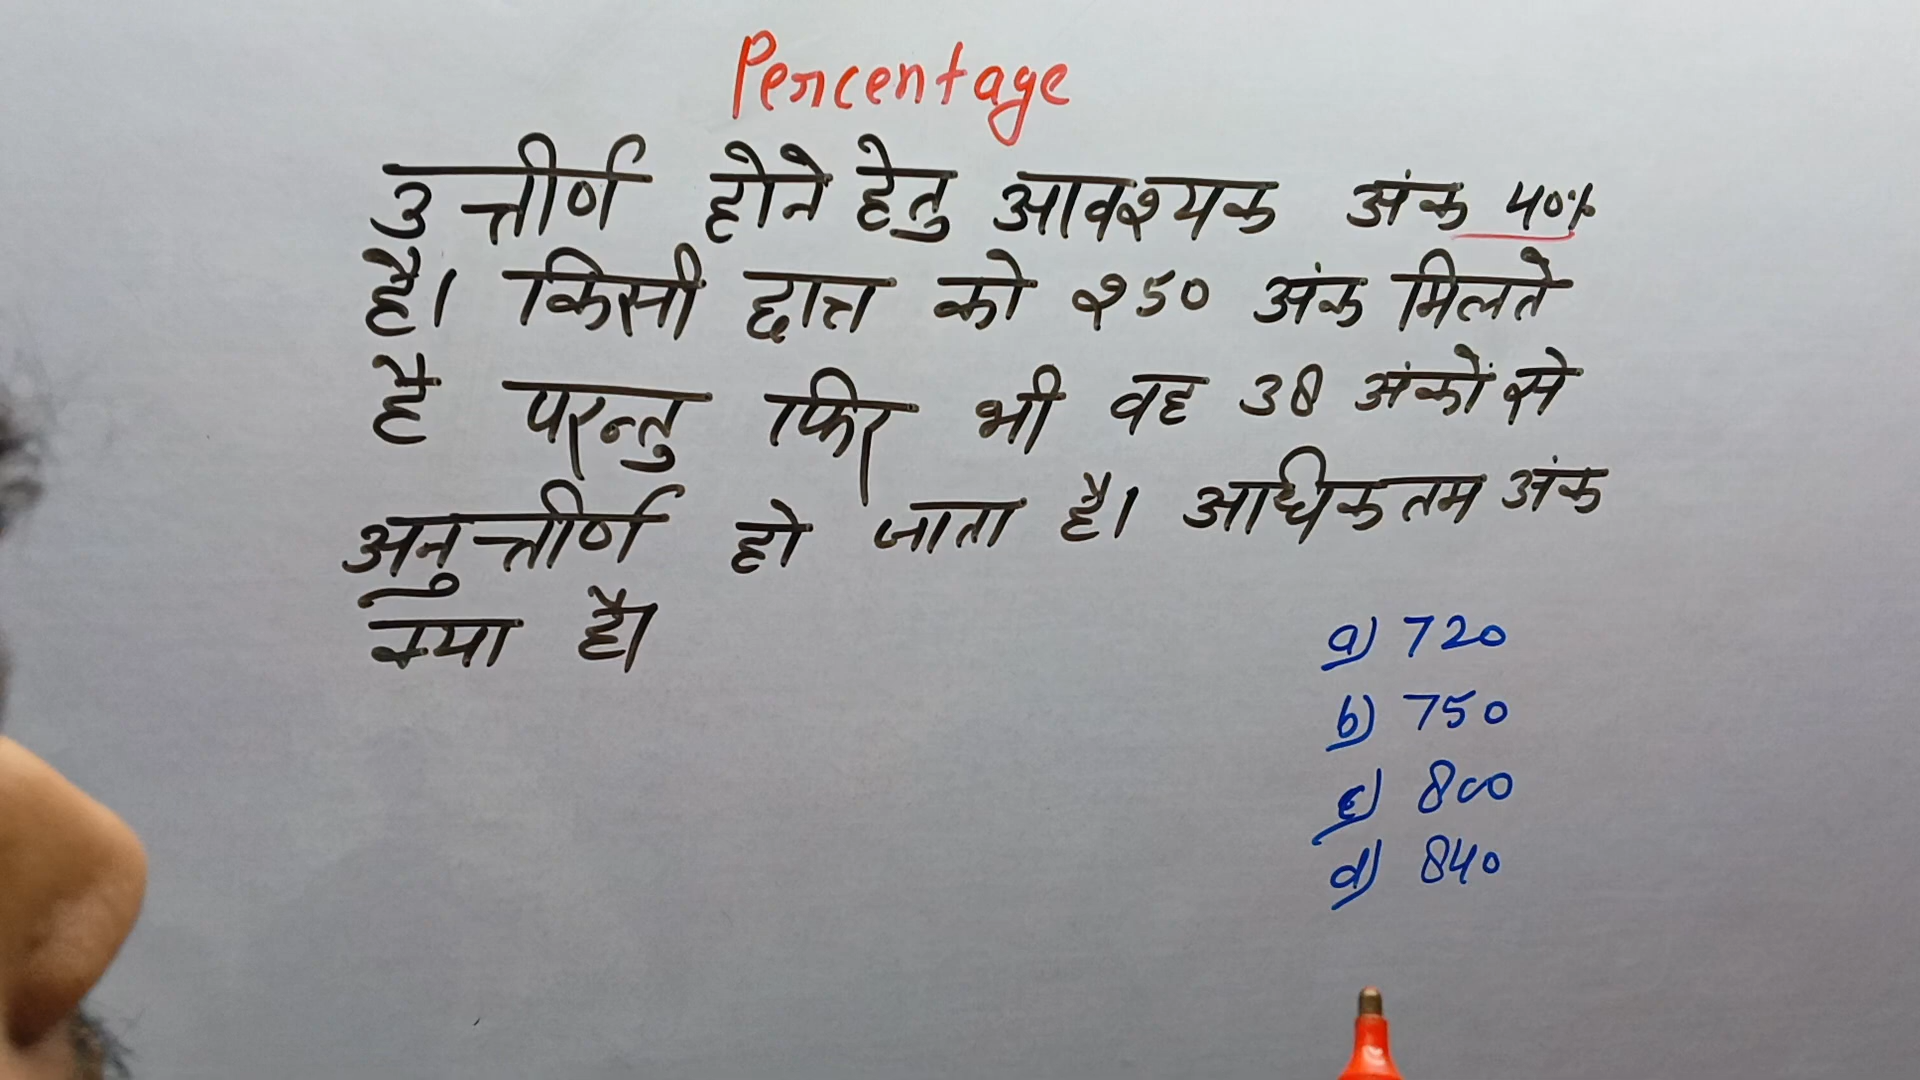 Percentage
उत्तीर्ण होने हेतु आवश्यक अंक 40%
है। किसी छात्र को 250 अंक मिलते
है परन्तु फिर भी वह 38 अंकों से
अनुत्तीर्ण हो जाता है। अधिकतम अंक
क्या है।
a) 720
b) 750
c) 800
d) 840